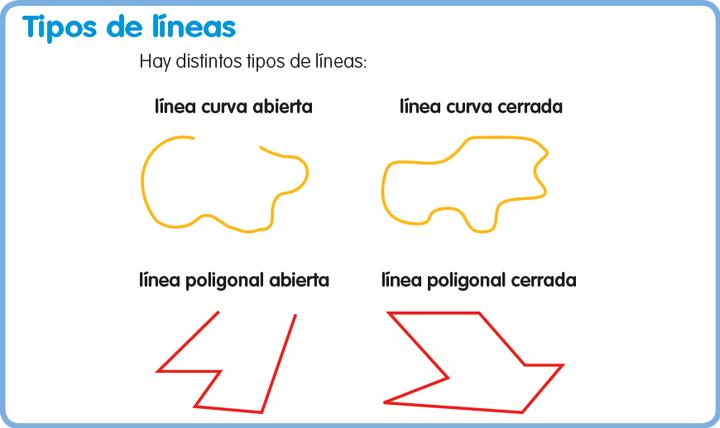 Tipos de líneas
Hay distintos tipos de líneas:
línea curva abierta
línea curva cerrada
línea poligonal abierta
línea poligonal cerrada